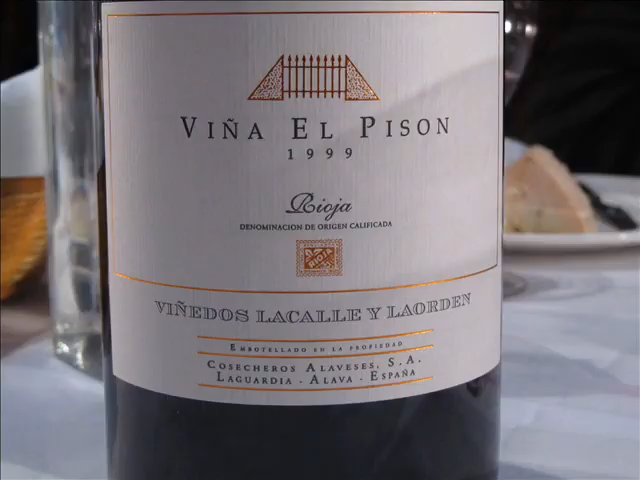 VIÑA EL PISON
1999
Rioja
DENOMINACION DE ORIGEN CALIFICADA
RIOJA
VIÑEDOS LACALLE Y LAORDEN
EMBOTELLADO EN LA PROPIEDAD
COSECHEROS ALAVESES, S.A.
LAGUARDIA - ALAVA - ESPAÑA